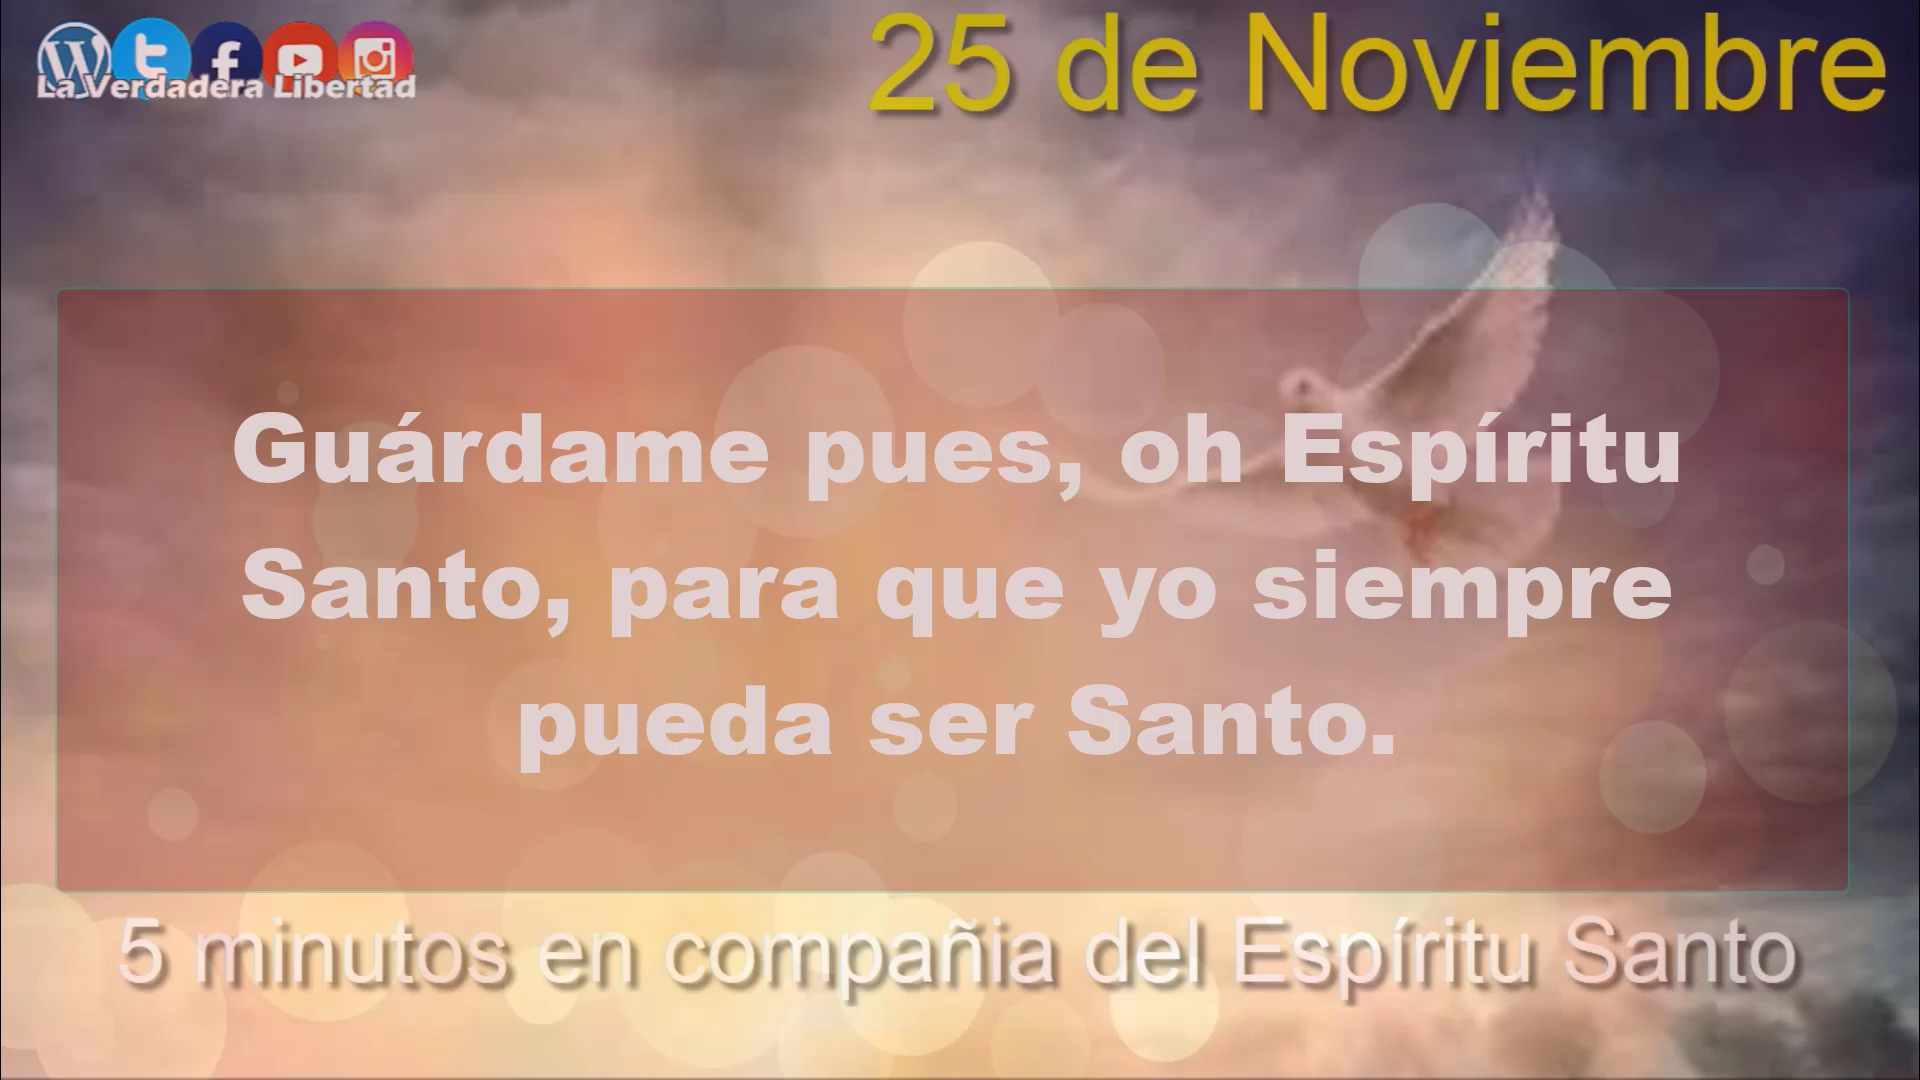 La Verdadera Libertad
25 de Noviembre
Guárdame pues, oh Espíritu
Santo, para que yo siempre
pueda ser Santo.
5 minutos en compañia del Espíritu Santo